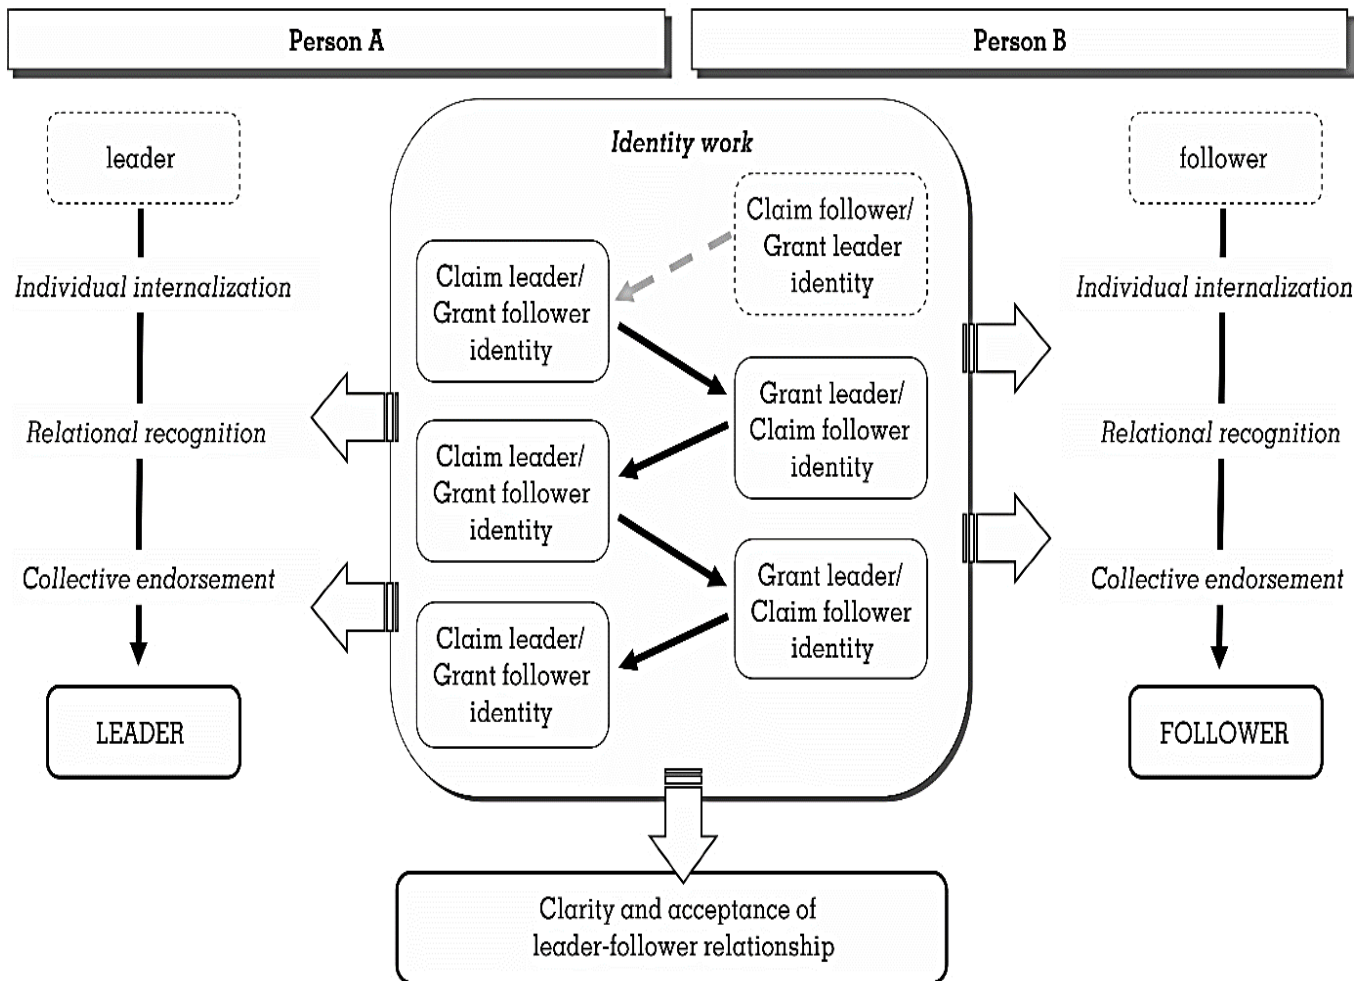 Person A
Person B
leader
Individual internalization
Relational recognition
Collective endorsement
LEADER
Identity work
Claim follower/
Grant leader
identity
Claim leader/
Grant follower
identity
Grant leader/
Claim follower
identity
Claim leader/
Grant follower
identity
Grant leader/
Claim follower
identity
Claim leader/
Grant follower
identity
follower
Individual internalization
Relational recognition
Collective endorsement
FOLLOWER
Clarity and acceptance of
leader-follower relationship